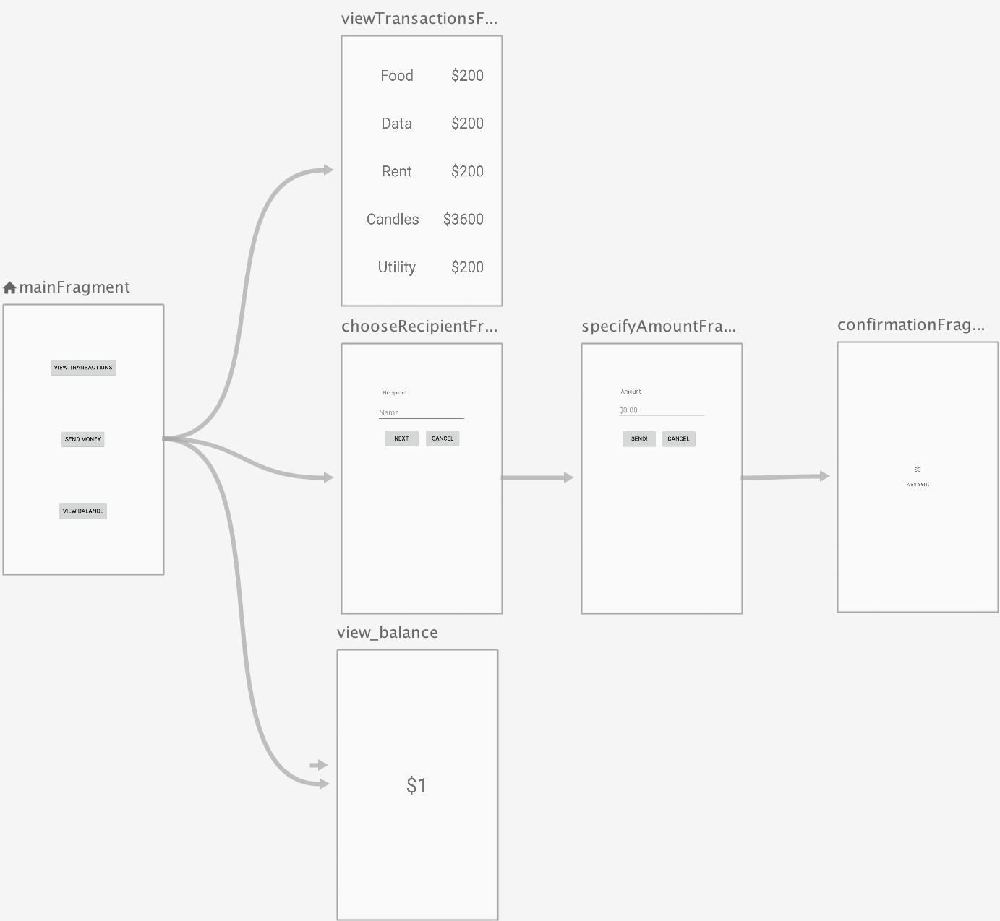 viewTransactionsF...
Food $200
Data $200
Rent $200
Candles $3600
Utility $200
mainFragment
VIEW TRANSACTIONS
SEND MONEY
VIEW BALANCE
chooseRecipientFr...
Recipient
Name
NEXT CANCEL
specifyAmountFra...
Amount
$0.00
SEND! CANCEL
confirmationFrag...
$0
was sent
view_balance
$1